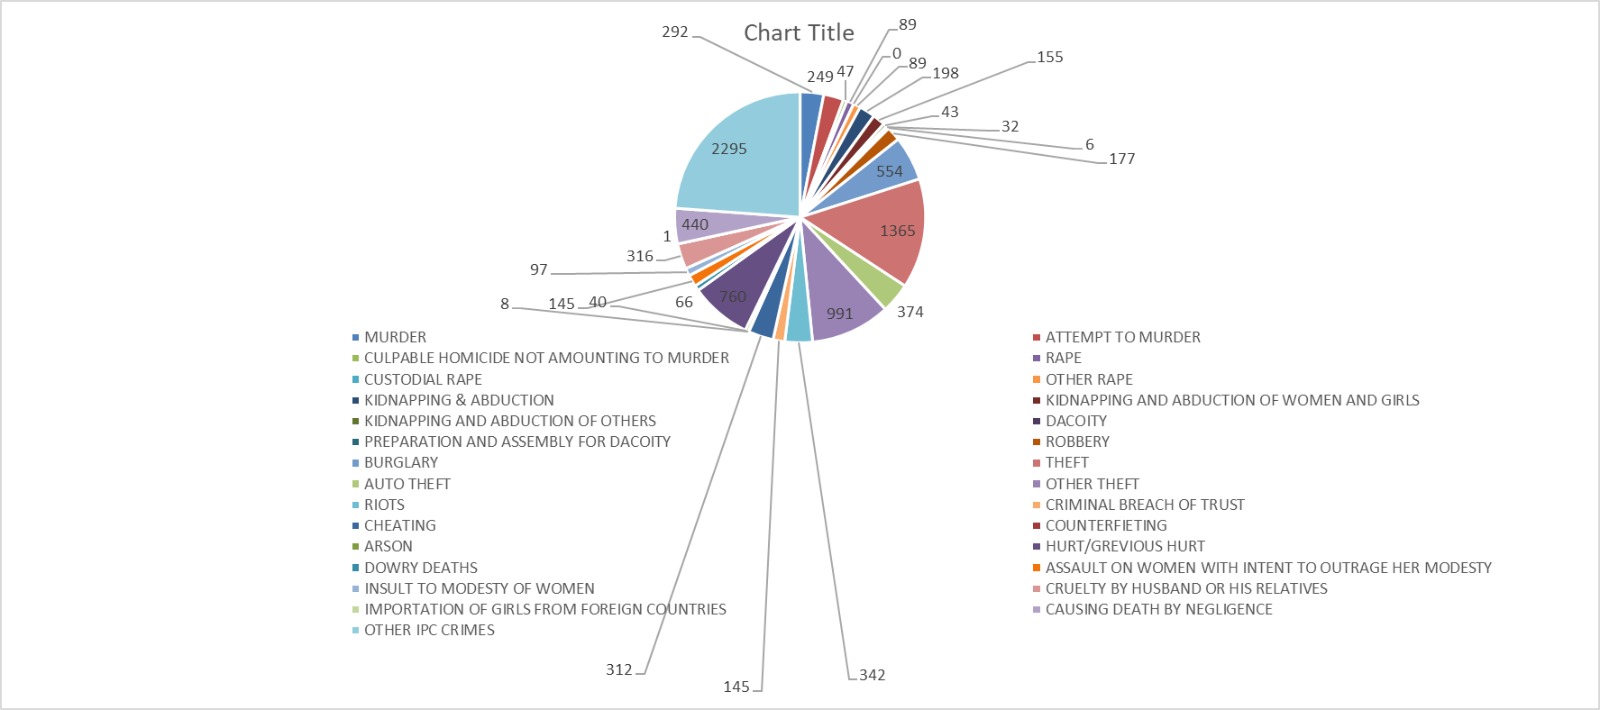 Chart Title
292
249
47
89
0
89
198
155
43
32
6
177
554
1365
374
991
342
145
312
8
40
760
66
145
97
316
1
440
2295
MURDER
ATTEMPT TO MURDER
CULPABLE HOMICIDE NOT AMOUNTING TO MURDER
RAPE
CUSTODIAL RAPE
OTHER RAPE
KIDNAPPING & ABDUCTION
KIDNAPPING AND ABDUCTION OF WOMEN AND GIRLS
KIDNAPPING AND ABDUCTION OF OTHERS
DACOITY
PREPARATION AND ASSEMBLY FOR DACOITY
ROBBERY
BURGLARY
THEFT
AUTO THEFT
OTHER THEFT
RIOTS
CRIMINAL BREACH OF TRUST
CHEATING
COUNTERFIETING
ARSON
HURT/GREVIOUS HURT
DOWRY DEATHS
ASSAULT ON WOMEN WITH INTENT TO OUTRAGE HER MODESTY
INSULT TO MODESTY OF WOMEN
CRUELTY BY HUSBAND OR HIS RELATIVES
IMPORTATION OF GIRLS FROM FOREIGN COUNTRIES
CAUSING DEATH BY NEGLIGENCE
OTHER IPC CRIMES